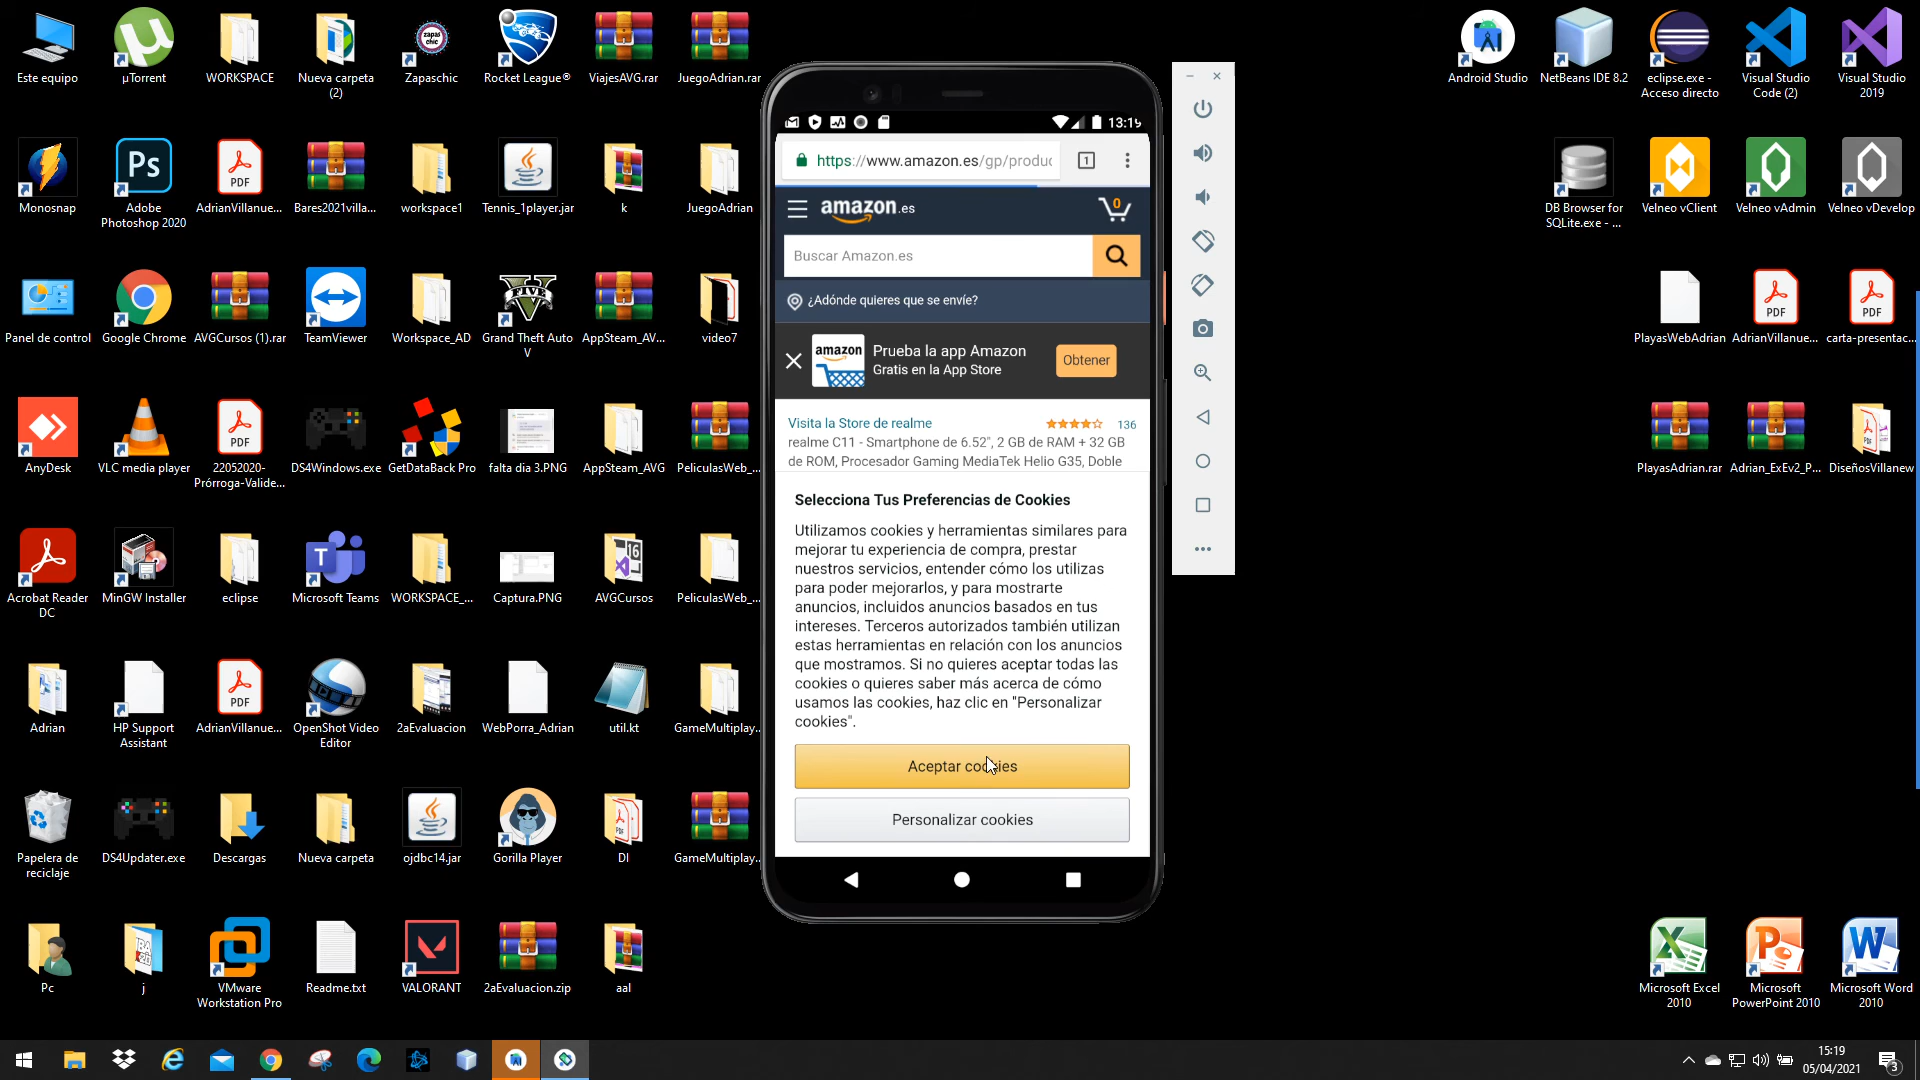 Este equipo
µTorrent
WORKSPACE
Nueva carpeta
(2)
Zapaschic
Rocket League®
ViajesAVG.rar
JuegoAdrian.rar
Android Studio
NetBeans IDE 8.2
eclipse.exe -
Acceso directo
Visual Studio
Code (2)
Visual Studio
2019
Monosnap
Adobe
Photoshop 2020
AdrianVillanue...
Bares2021villa...
workspace1
Tennis_1player.jar
k
JuegoAdrian
DB Browser for
SQLite.exe - ...
Velneo vClient
Velneo vAdmin
Velneo vDevelop
Panel de control
Google Chrome
AVGCursos (1).rar
TeamViewer
Workspace_AD
Grand Theft Auto
V
AppSteam_AV...
video7
PlayasWebAdrian
AdrianVillanue...
carta-presentac...
AnyDesk
VLC media player
22052020-
Prórroga-Valide...
DS4Windows.exe
GetDataBack Pro
falta dia 3.PNG
AppSteam_AVG
PeliculasWeb_...
PlayasAdrian.rar
Adrian_ExEv2_P...
DiseñosVillanew
Acrobat Reader
DC
MinGW Installer
eclipse
Microsoft Teams
WORKSPACE_...
Captura.PNG
AVGCursos
PeliculasWeb_...
Adrian
HP Support
Assistant
AdrianVillanue...
OpenShot Video
Editor
2aEvaluacion
WebPorra_Adrian
util.kt
GameMultiplay...
Papelera de
reciclaje
DS4Updater.exe
Descargas
Nueva carpeta
ojdbc14.jar
Gorilla Player
DI
GameMultiplay...
Pc
j
VMware
Workstation Pro
Readme.txt
VALORANT
2aEvaluacion.zip
aal
Microsoft Excel
2010
Microsoft
PowerPoint 2010
Microsoft Word
2010
13:19
https://www.amazon.es/gp/produc
1
amazon.es
0
Buscar Amazon.es
¿Adónde quieres que se envíe?
amazon
Prueba la app Amazon
Gratis en la App Store
Obtener
Visita la Store de realme
136
realme C11 - Smartphone de 6.52", 2 GB de RAM + 32 GB
de ROM, Procesador Gaming MediaTek Helio G35, Doble
Selecciona Tus Preferencias de Cookies
Utilizamos cookies y herramientas similares para
mejorar tu experiencia de compra, prestar
nuestros servicios, entender cómo los utilizas
para poder mejorarlos, y para mostrarte
anuncios, incluidos anuncios basados en tus
intereses. Terceros autorizados también utilizan
estas herramientas en relación con los anuncios
que mostramos. Si no quieres aceptar todas las
cookies o quieres saber más acerca de cómo
usamos las cookies, haz clic en "Personalizar
cookies".
Aceptar cookies
Personalizar cookies
15:19
05/04/2021
3